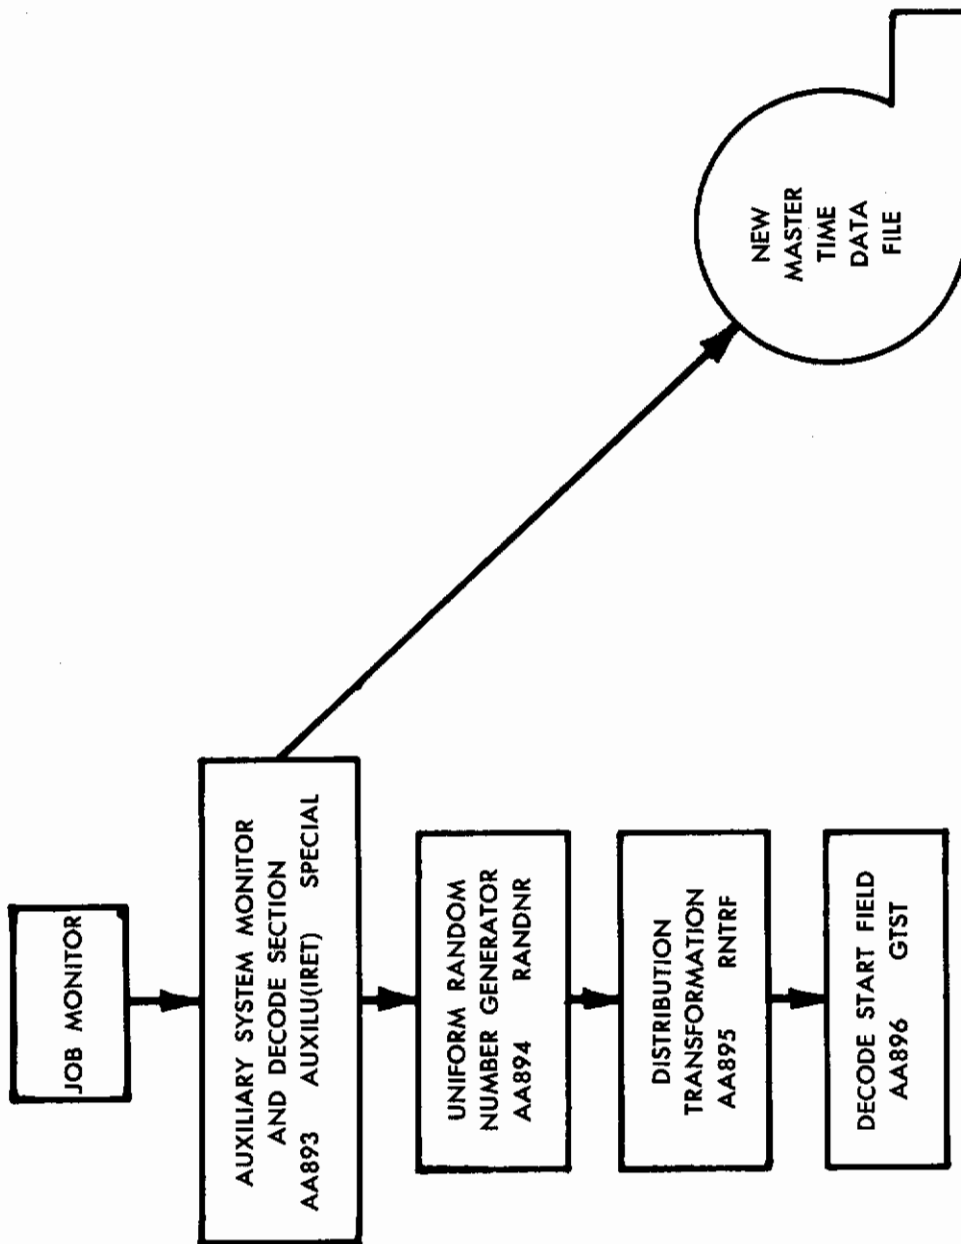 JOB MONITOR
AUXILIARY SYSTEM MONITOR
AND DECODE SECTION
AA893 AUXILU(IRET) SPECIAL
UNIFORM RANDOM
NUMBER GENERATOR
AA894 RANDNR
DISTRIBUTION
TRANSFORMATION
AA895 RNTRF
DECODE START FIELD
AA896 GTST
NEW
MASTER
TIME
DATA
FILE